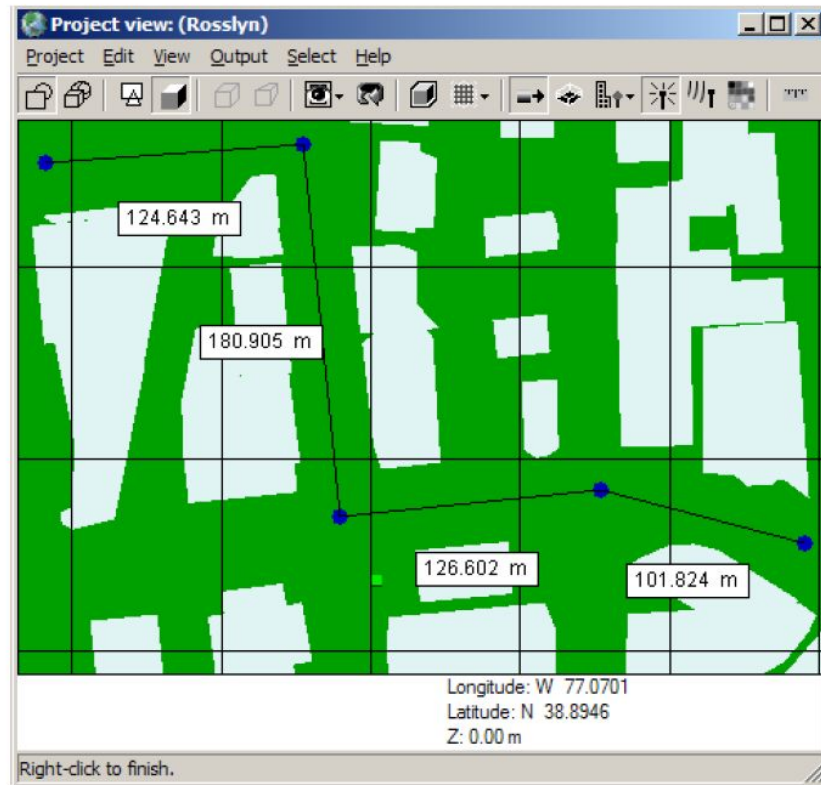 Project view: (Rosslyn)
Project Edit View Output Select Help
124.643 m
180.905 m
126.602 m
101.824 m
Longitude: W 77.0701
Latitude: N 38.8946
Z: 0.00 m
Right-click to finish.